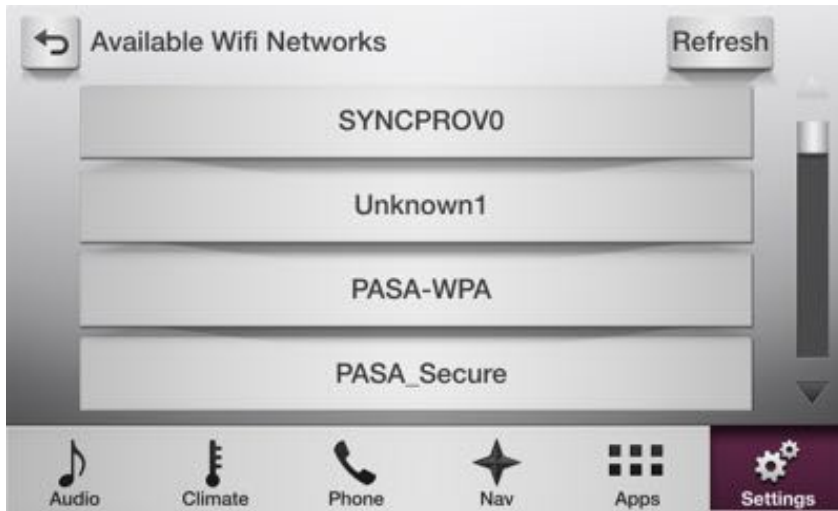 Available Wifi Networks
Refresh
SYNCPROV0
Unknown1
PASA-WPA
PASA_Secure
Audio
Climate
Phone
Nav
Apps
Settings